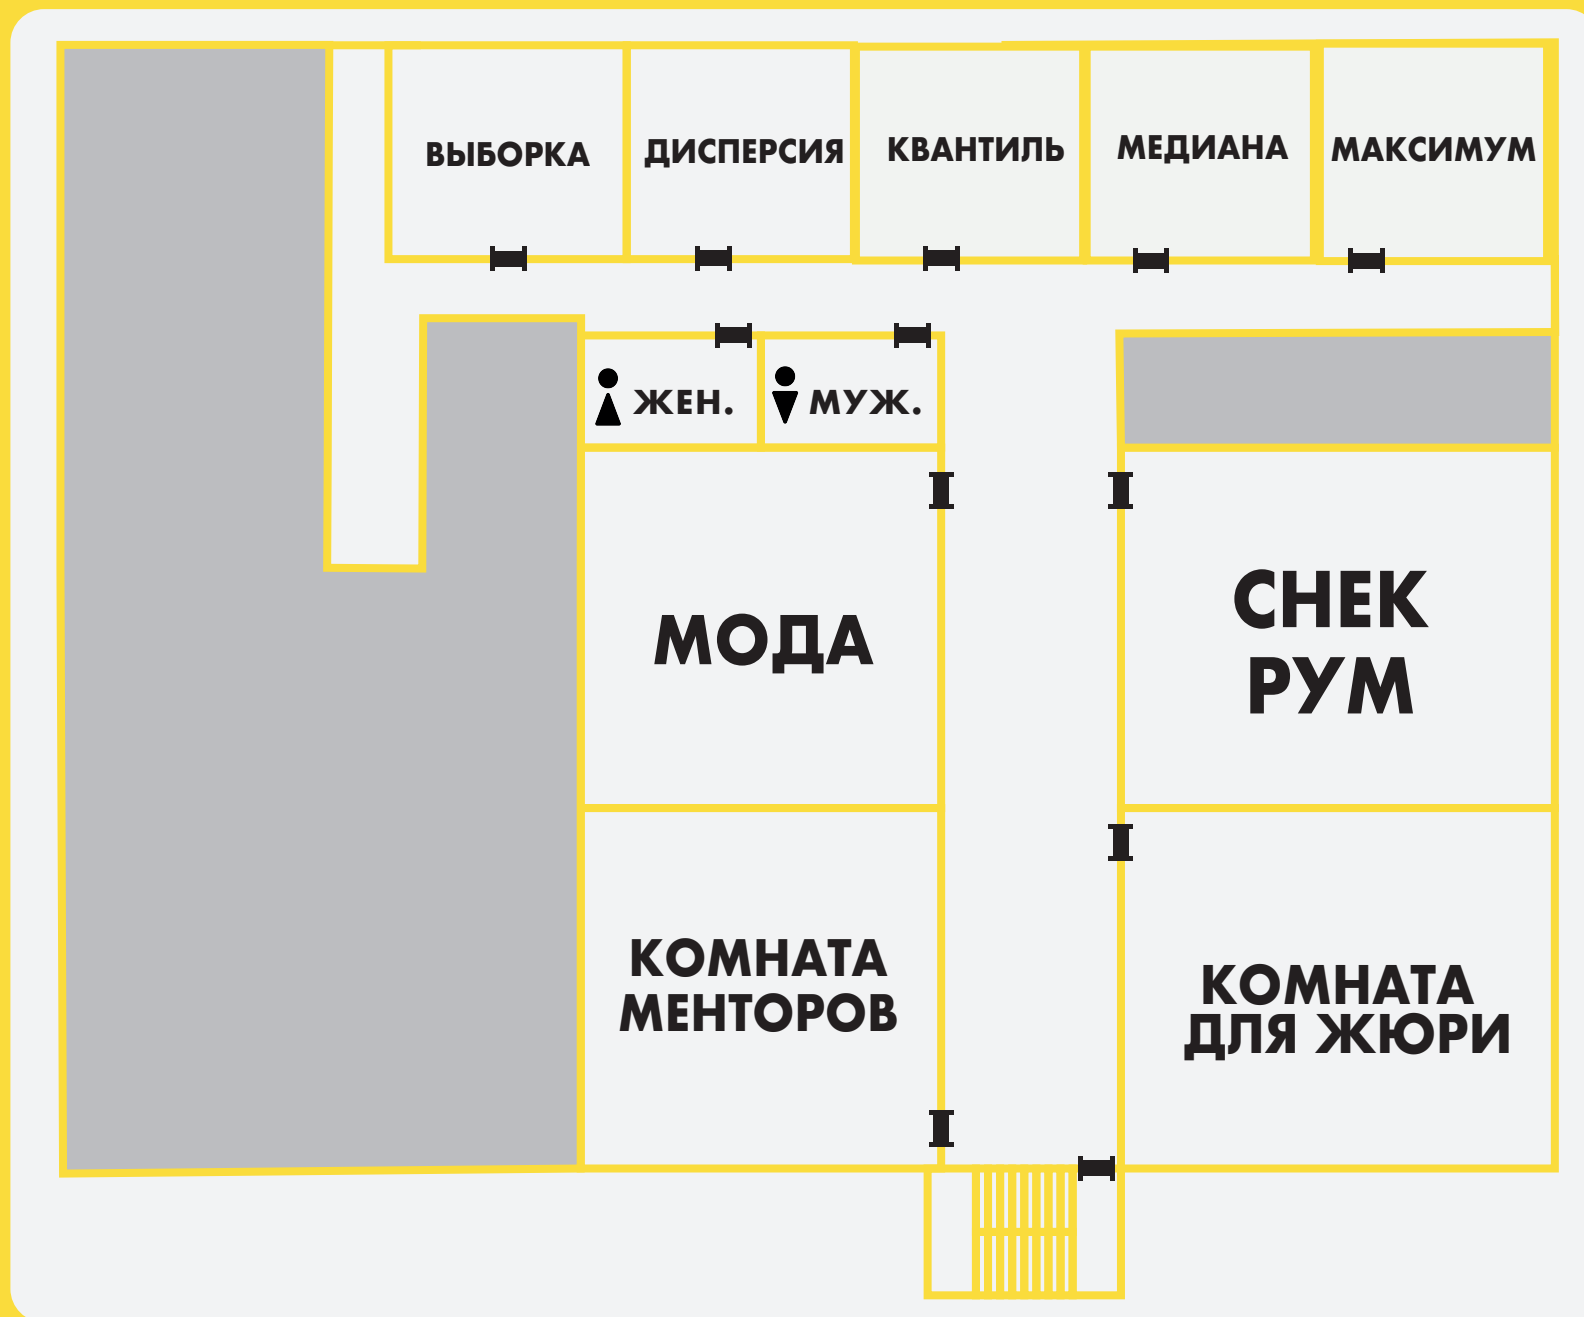 ВЫБОРКА
ДИСПЕРСИЯ
КВАНТИЛЬ
МЕДИАНА
МАКСИМУМ
ЖЕН.
МУЖ.
МОДА
СНЕК
РУМ
КОМНАТА
МЕНТОРОВ
КОМНАТА
ДЛЯ ЖЮРИ